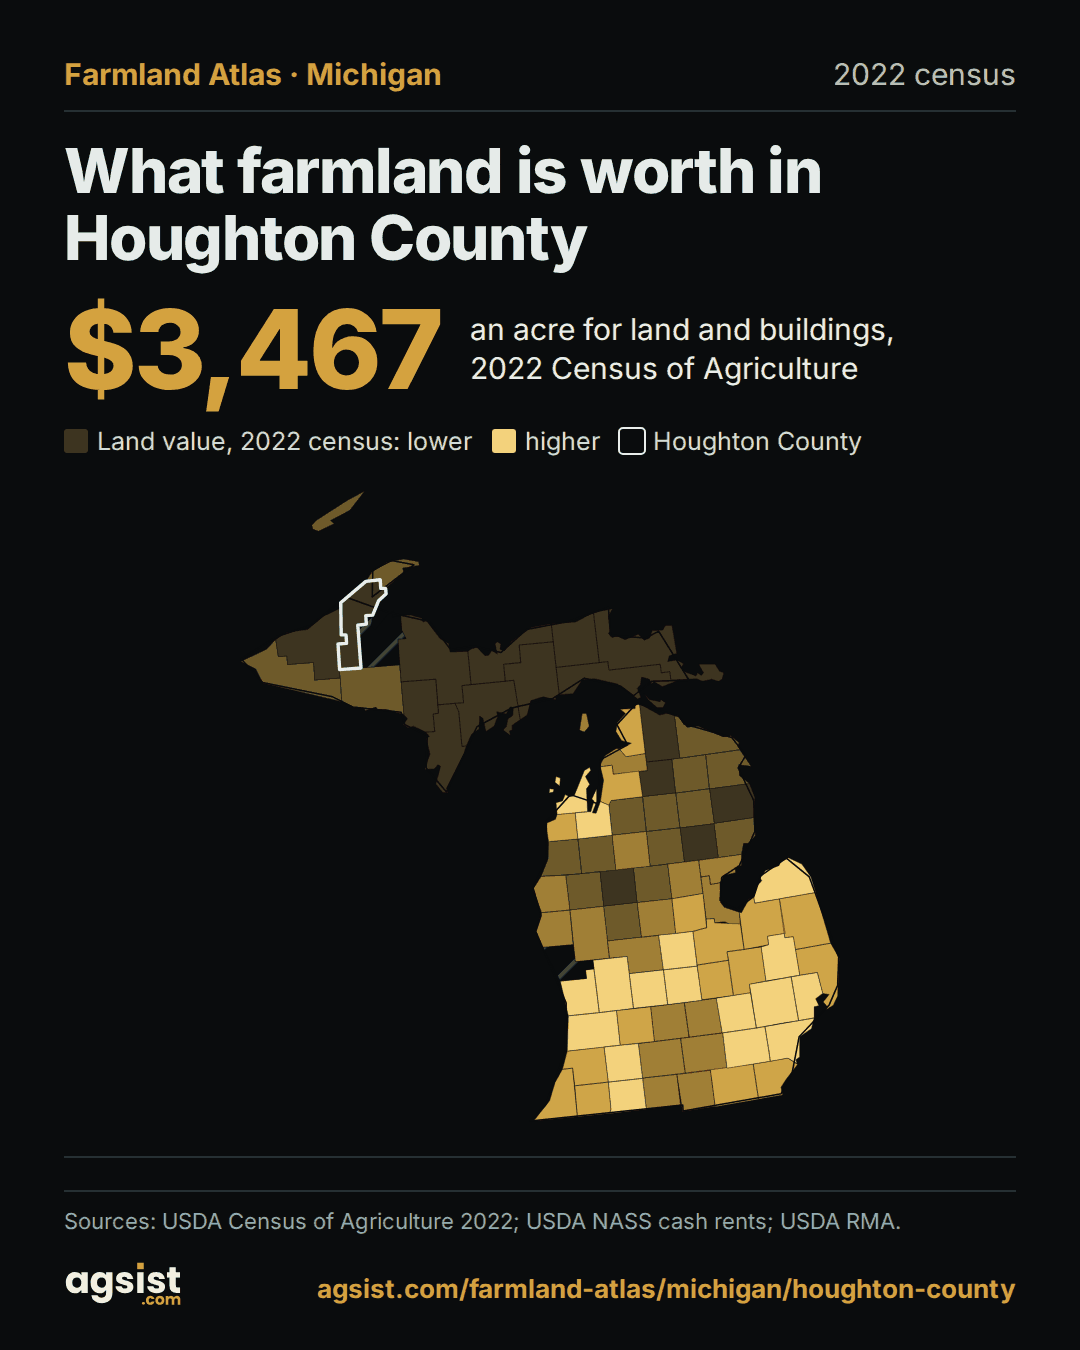 Farmland Atlas · Michigan
2022 census
What farmland is worth in
Houghton County
$3,467
an acre for land and buildings,
2022 Census of Agriculture
Land value, 2022 census: lower
higher
Houghton County
Sources: USDA Census of Agriculture 2022; USDA NASS cash rents; USDA RMA.
agsist
.com
agsist.com/farmland-atlas/michigan/houghton-county